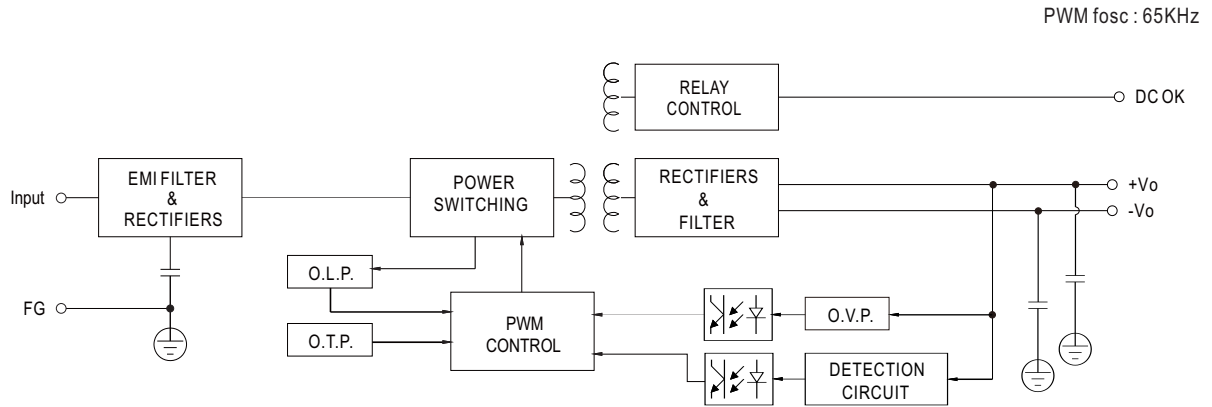 PWM fosc : 65KHz
RELAY
CONTROL
DC OK
Input
EMI FILTER
&
RECTIFIERS
POWER
SWITCHING
RECTIFIERS
&
FILTER
+Vo
-Vo
O.L.P.
FG
PWM
CONTROL
O.V.P.
O.T.P.
DETECTION
CIRCUIT